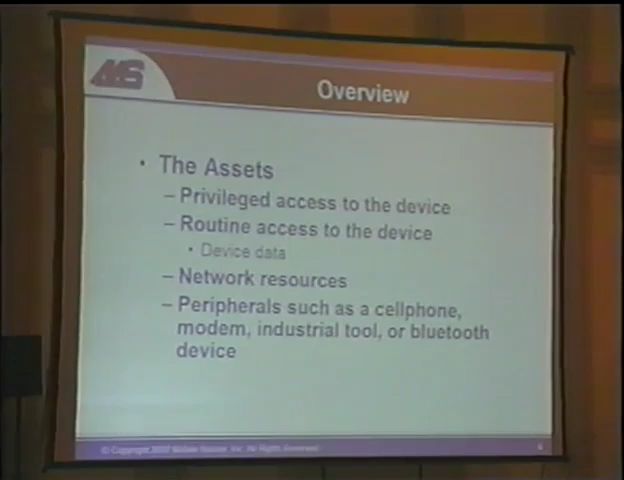 Overview
• The Assets
– Privileged access to the device
– Routine access to the device
• Device data
– Network resources
– Peripherals such as a cellphone,
modem, industrial tool, or bluetooth
device